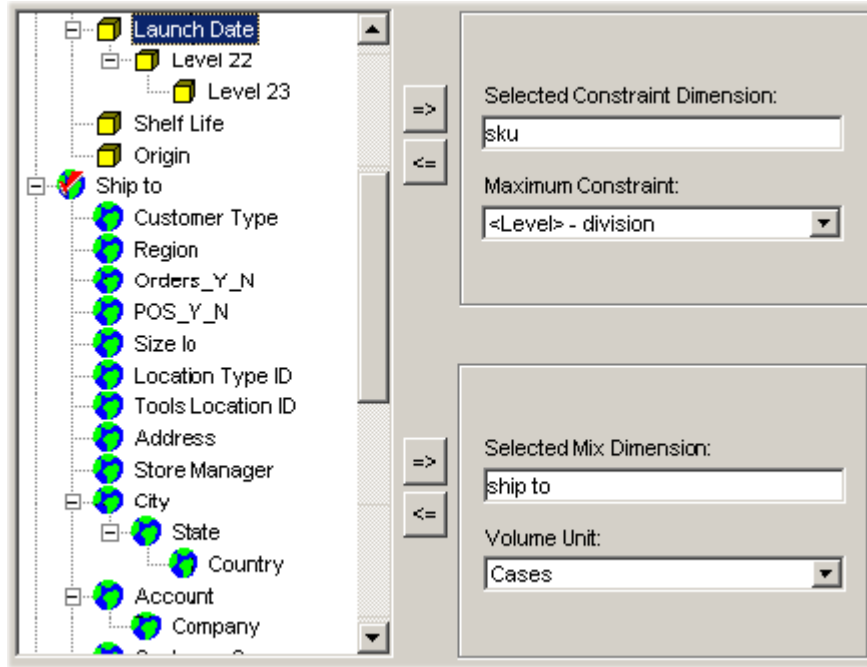 Launch Date
Level 22
Level 23
Shelf Life
Origin
Ship to
Customer Type
Region
Orders_Y_N
POS_Y_N
Size lo
Location Type ID
Tools Location ID
Address
Store Manager
City
State
Country
Account
Company
=>
<=
Selected Constraint Dimension:
sku
Maximum Constraint:
<Level> - division
=>
<=
Selected Mix Dimension:
ship to
Volume Unit:
Cases